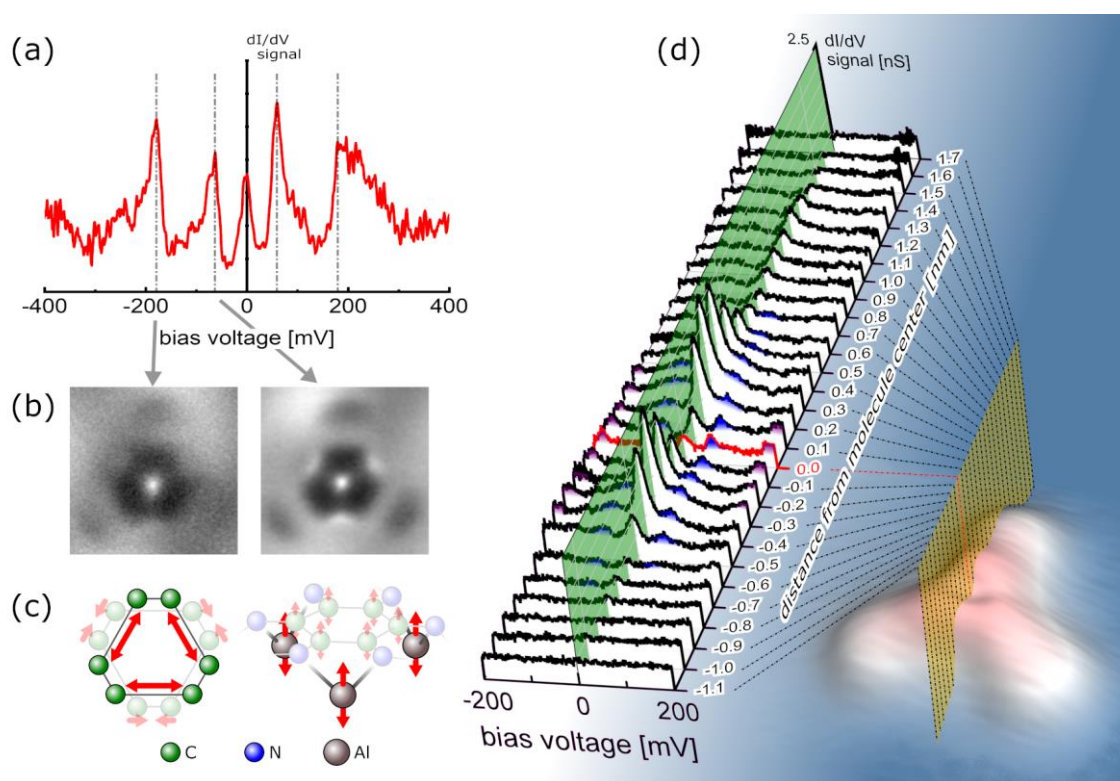 (a)
dI/dV
signal
-400
-200
0
200
400
bias voltage [mV]
(b)
(c)
C
N
Al
(d)
2.5
dI/dV
signal [nS]
1.7
1.6
1.5
1.4
1.3
1.2
1.1
1.0
0.9
0.8
0.7
0.6
0.5
0.4
0.3
0.2
0.1
0.0
-0.1
-0.2
-0.3
-0.4
-0.5
-0.6
-0.7
-0.8
-0.9
-1.0
-1.1
distance from molecule center [nm]
-200
0
200
bias voltage [mV]